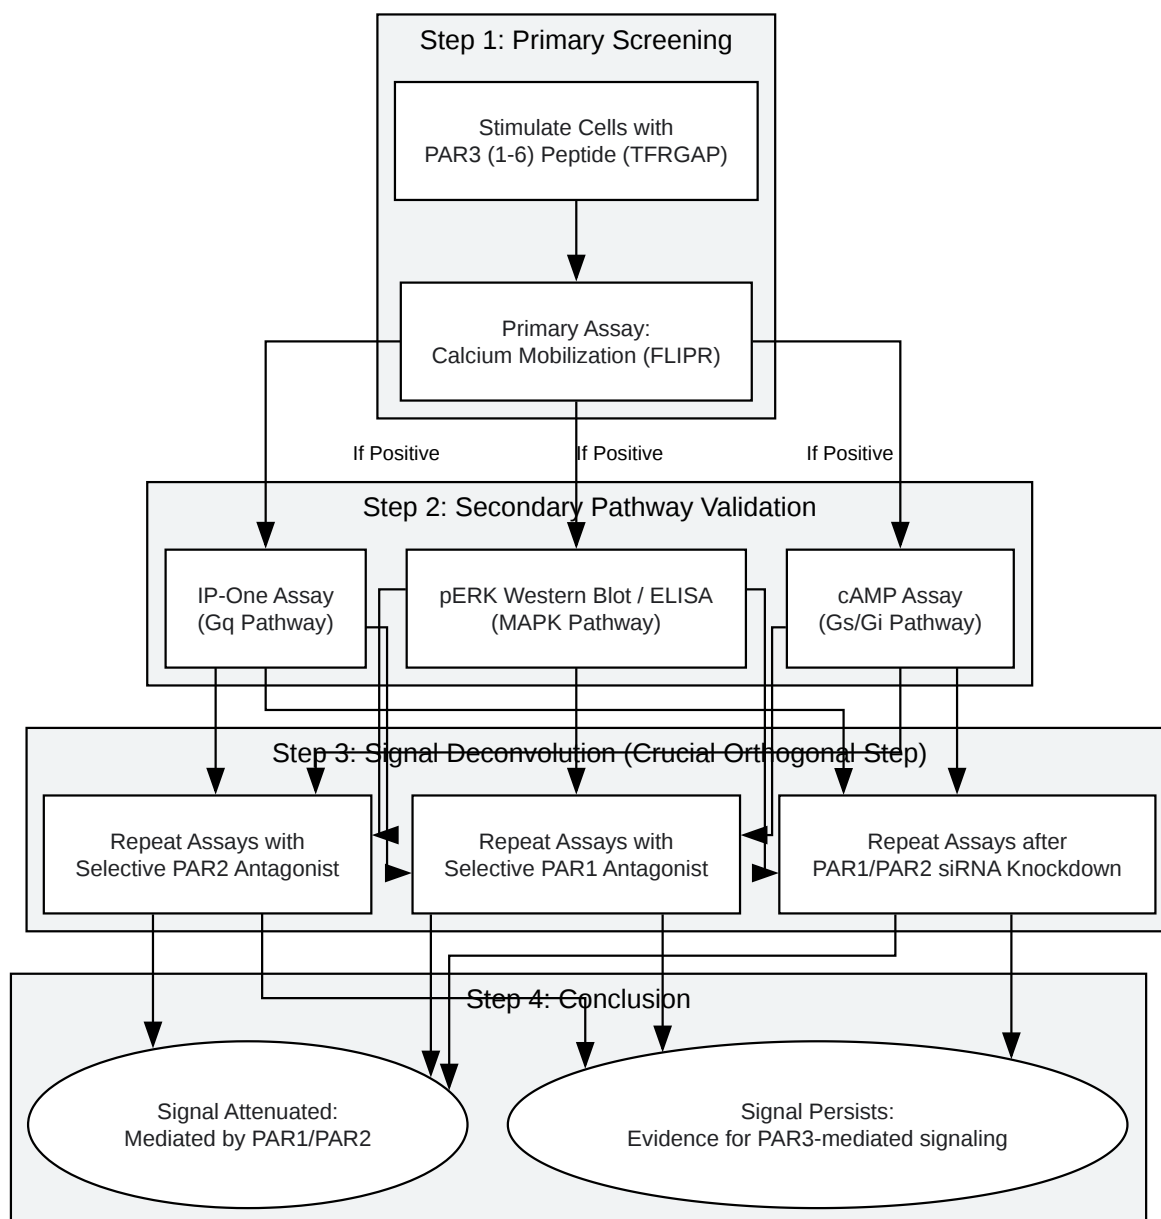 Step 1: Primary Screening
Stimulate Cells with
PAR3 (1-6) Peptide (TFRGAP)
Primary Assay:
Calcium Mobilization (FLIPR)
If Positive
If Positive
If Positive
Step 2: Secondary Pathway Validation
IP-One Assay
(Gq Pathway)
pERK Western Blot / ELISA
(MAPK Pathway)
cAMP Assay
(Gs/Gi Pathway)
Step 3: Signal Deconvolution (Crucial Orthogonal Step)
Repeat Assays with
Selective PAR2 Antagonist
Repeat Assays with
Selective PAR1 Antagonist
Repeat Assays after
PAR1/PAR2 siRNA Knockdown
Step 4: Conclusion
Signal Attenuated:
Mediated by PAR1/PAR2
Signal Persists:
Evidence for PAR3-mediated signaling